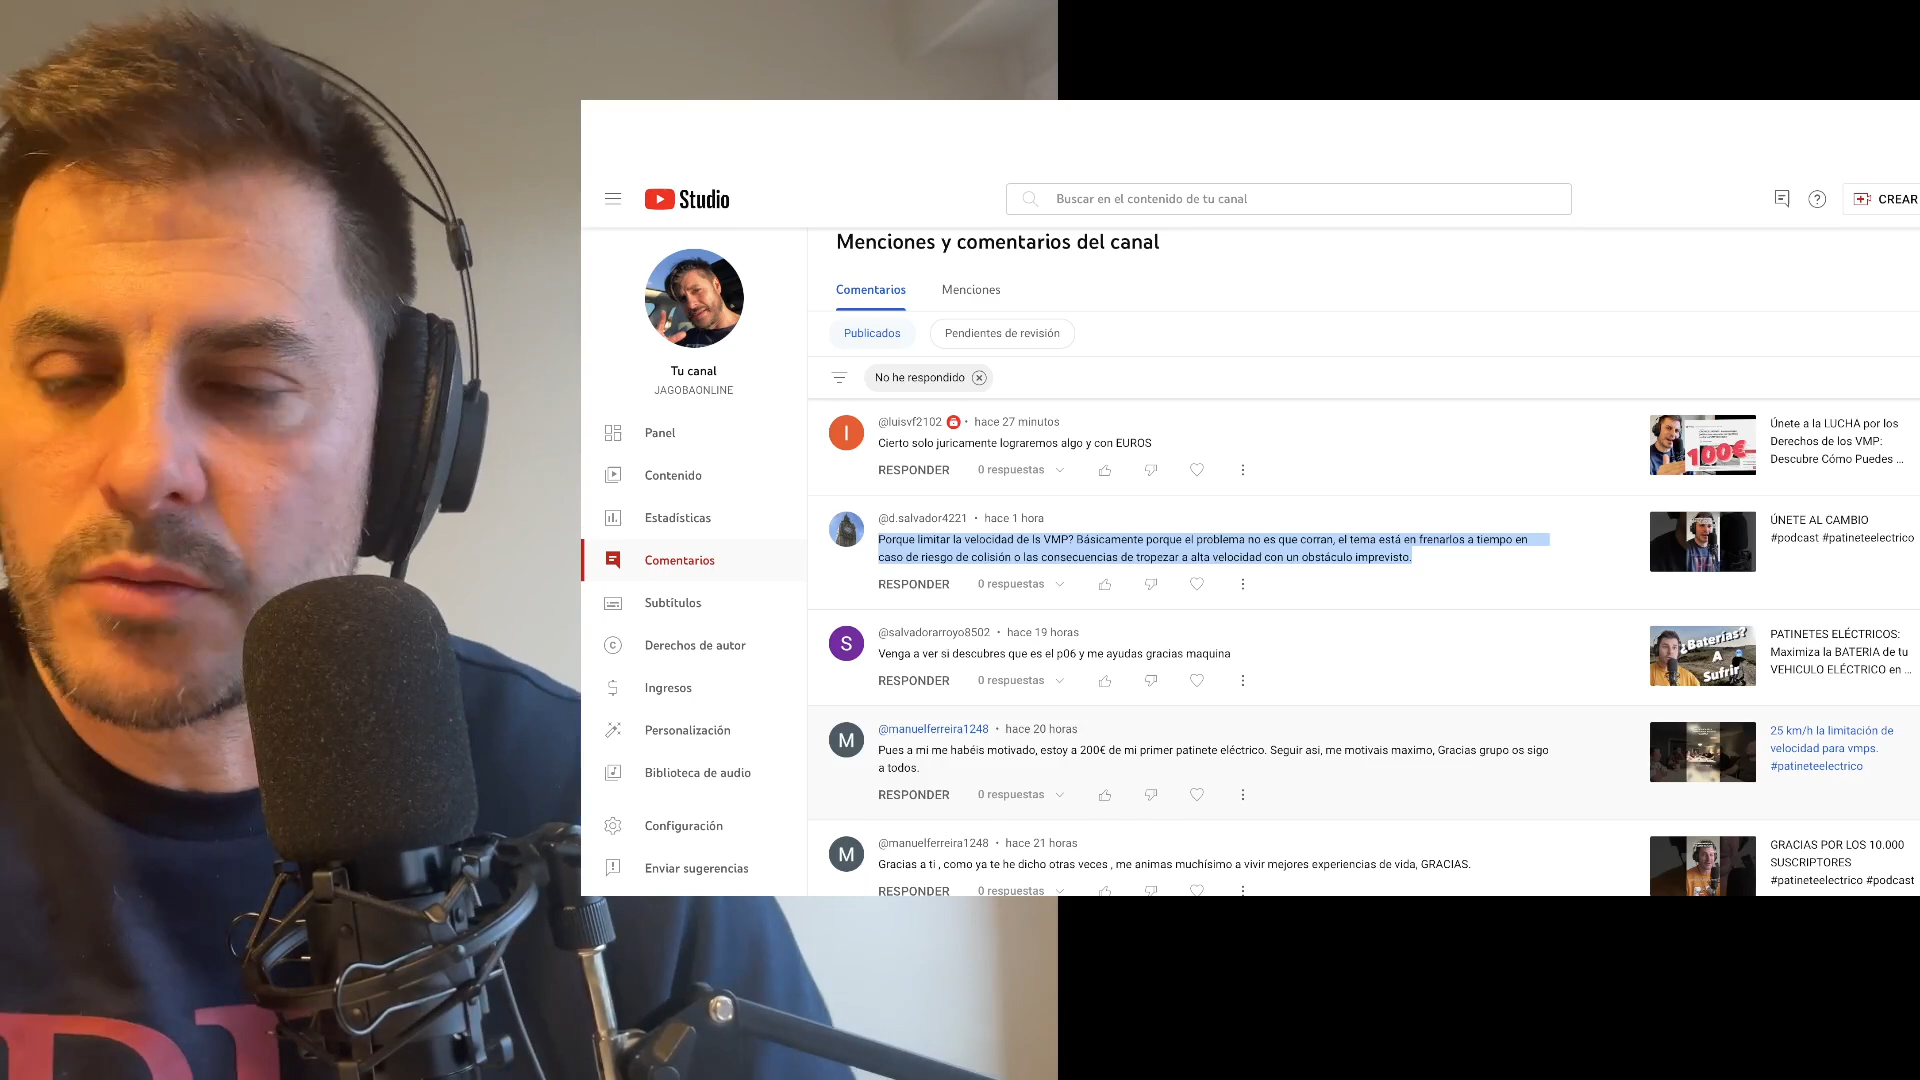 Studio
Buscar en el contenido de tu canal
CREAR
Menciones y comentarios del canal
Comentarios
Menciones
Publicados
Pendientes de revisión
No he respondido
Tu canal
JAGOBAONLINE
Panel
Contenido
Estadísticas
Comentarios
Subtítulos
Derechos de autor
Ingresos
Personalización
Biblioteca de audio
Configuración
Enviar sugerencias
@luisvf2102 • hace 27 minutos
Cierto solo juricamente lograremos algo y con EUROS
RESPONDER 0 respuestas
100€
Únete a la LUCHA por los
Derechos de los VMP:
Descubre Cómo Puedes ...
@d.salvador4221 • hace 1 hora
Porque limitar la velocidad de ls VMP? Básicamente porque el problema no es que corran, el tema está en frenarlos a tiempo en
caso de riesgo de colisión o las consecuencias de tropezar a alta velocidad con un obstáculo imprevisto.
RESPONDER 0 respuestas
ÚNETE AL CAMBIO
#podcast #patineteelectrico
S
@salvadorarroyo8502 • hace 19 horas
Venga a ver si descubres que es el p06 y me ayudas gracias maquina
RESPONDER 0 respuestas
¿Baterías?
A
Sufrir
PATINETES ELÉCTRICOS:
Maximiza la BATERIA de tu
VEHICULO ELÉCTRICO en ...
M
@manuelferreira1248 • hace 20 horas
Pues a mi me habéis motivado, estoy a 200€ de mi primer patinete eléctrico. Seguir asi, me motivais maximo, Gracias grupo os sigo
a todos.
RESPONDER 0 respuestas
25 km/h la limitación de
velocidad para vmps.
#patineteelectrico
M
@manuelferreira1248 • hace 21 horas
Gracias a ti , como ya te he dicho otras veces , me animas muchísimo a vivir mejores experiencias de vida, GRACIAS.
RESPONDER 0 respuestas
GRACIAS POR LOS 10.000
SUSCRIPTORES
#patineteelectrico #podcast